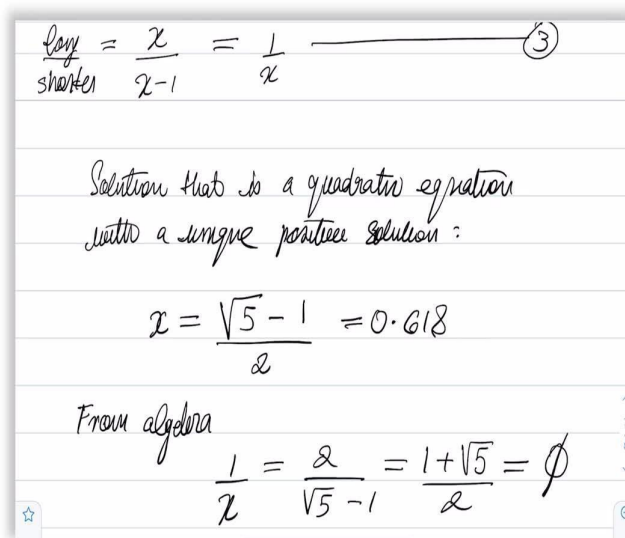 long/shorter = x/x-1 = 1/x ③
Solution that is a quadratic equation
with a unique positive solution :
x = √5 - 1/2 = 0.618
From algebra
1/x = 2/√5 - 1 = 1 + √5/2 = ϕ